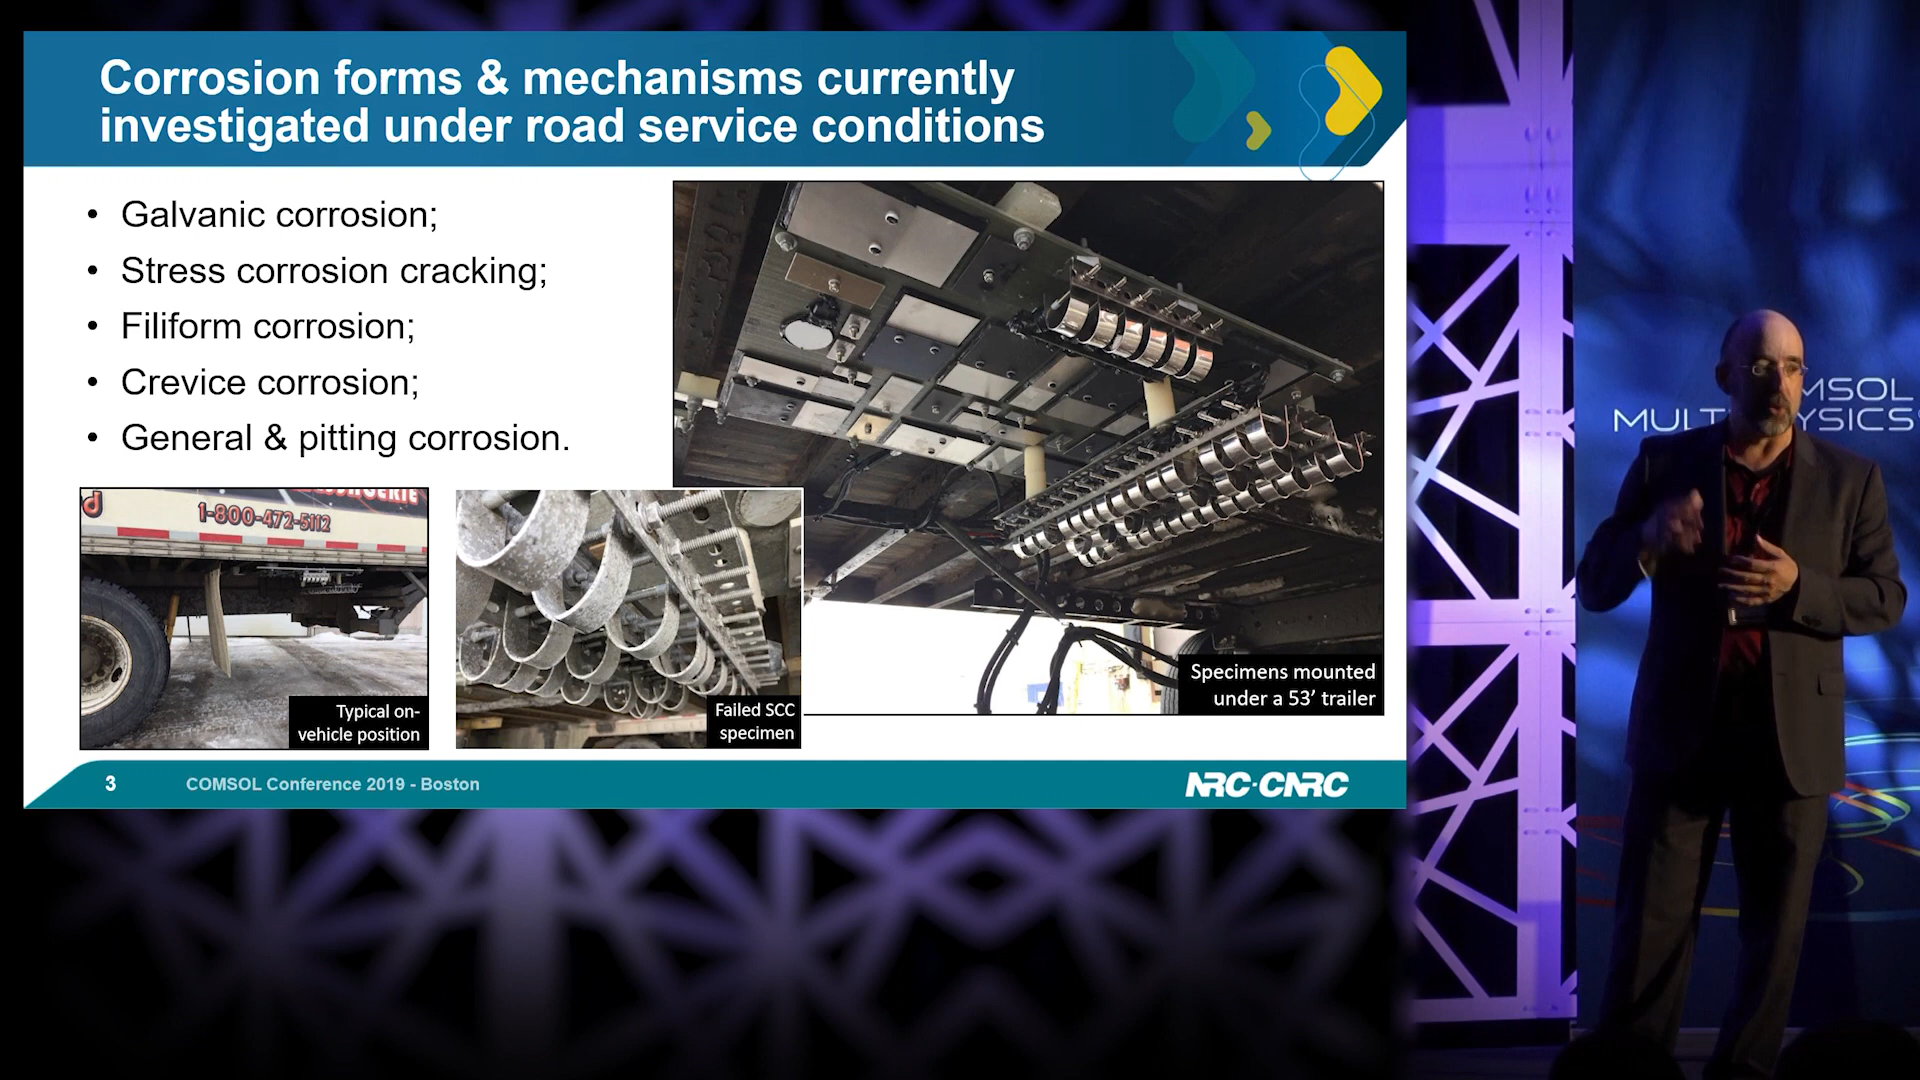 Corrosion forms & mechanisms currently
investigated under road service conditions
• Galvanic corrosion;
• Stress corrosion cracking;
• Filiform corrosion;
• Crevice corrosion;
• General & pitting corrosion.
1-800-472-5112
Typical on-
vehicle position
Failed SCC
specimen
Specimens mounted
under a 53’ trailer
3
COMSOL Conference 2019 - Boston
NRC·CNRC